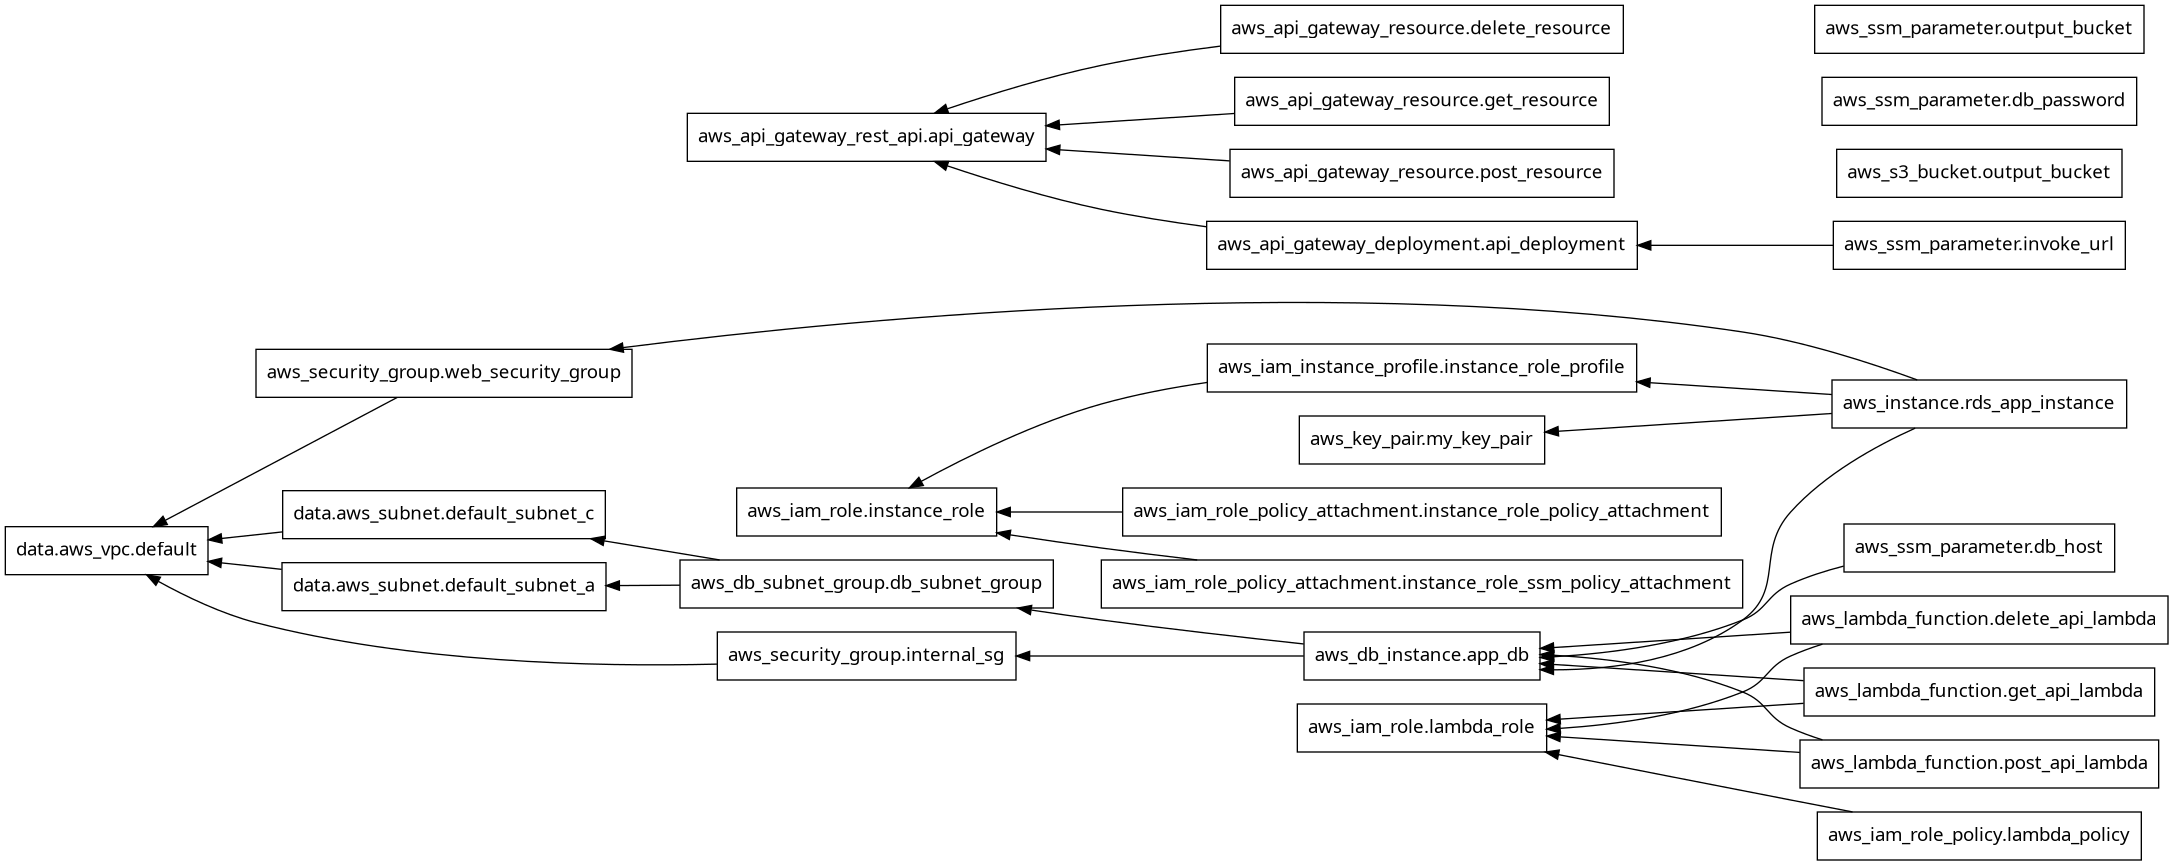 aws_api_gateway_resource.delete_resource
aws_ssm_parameter.output_bucket
aws_api_gateway_resource.get_resource
aws_ssm_parameter.db_password
aws_api_gateway_rest_api.api_gateway
aws_api_gateway_resource.post_resource
aws_s3_bucket.output_bucket
aws_api_gateway_deployment.api_deployment
aws_ssm_parameter.invoke_url
aws_security_group.web_security_group
aws_iam_instance_profile.instance_role_profile
aws_instance.rds_app_instance
aws_key_pair.my_key_pair
data.aws_subnet.default_subnet_c
aws_iam_role.instance_role
aws_iam_role_policy_attachment.instance_role_policy_attachment
data.aws_vpc.default
aws_ssm_parameter.db_host
data.aws_subnet.default_subnet_a
aws_db_subnet_group.db_subnet_group
aws_iam_role_policy_attachment.instance_role_ssm_policy_attachment
aws_lambda_function.delete_api_lambda
aws_security_group.internal_sg
aws_db_instance.app_db
aws_lambda_function.get_api_lambda
aws_iam_role.lambda_role
aws_lambda_function.post_api_lambda
aws_iam_role_policy.lambda_policy